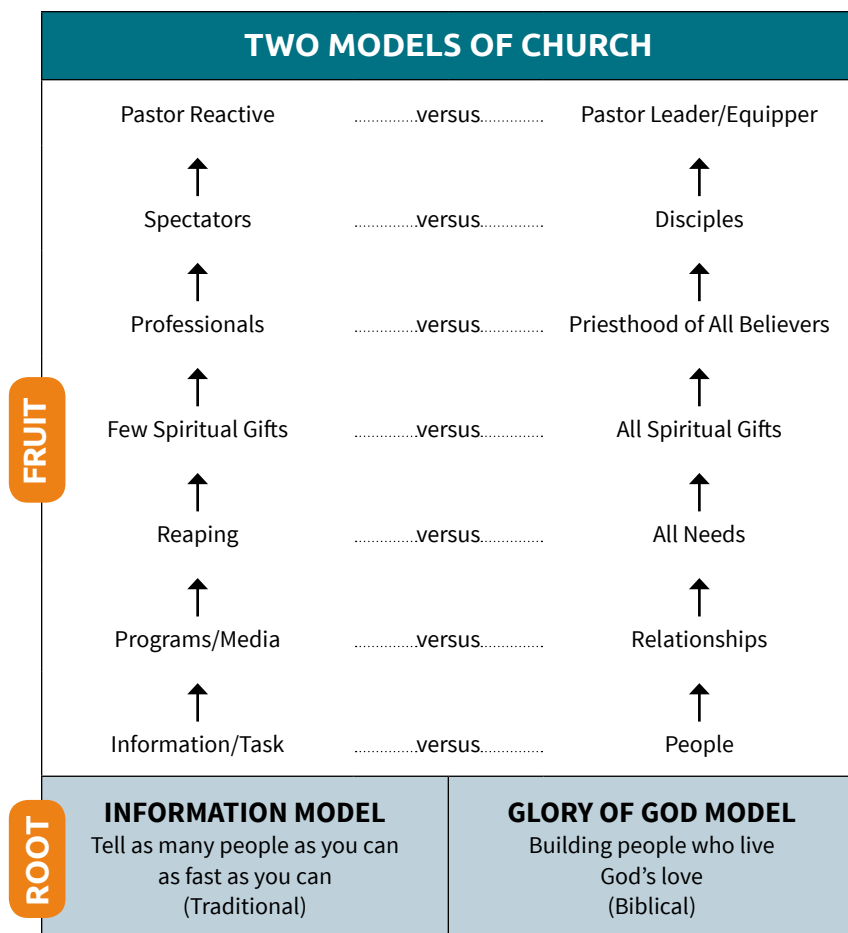 TWO MODELS OF CHURCH
Pastor Reactive ..............versus.............. Pastor Leader/Equipper
Spectators ..............versus.............. Disciples
Professionals ..............versus.............. Priesthood of All Believers
FRUIT
Few Spiritual Gifts ..............versus.............. All Spiritual Gifts
Reaping ..............versus.............. All Needs
Programs/Media ..............versus.............. Relationships
Information/Task ..............versus.............. People
ROOT
INFORMATION MODEL
Tell as many people as you can
as fast as you can
(Traditional)
GLORY OF GOD MODEL
Building people who live
God’s love
(Biblical)